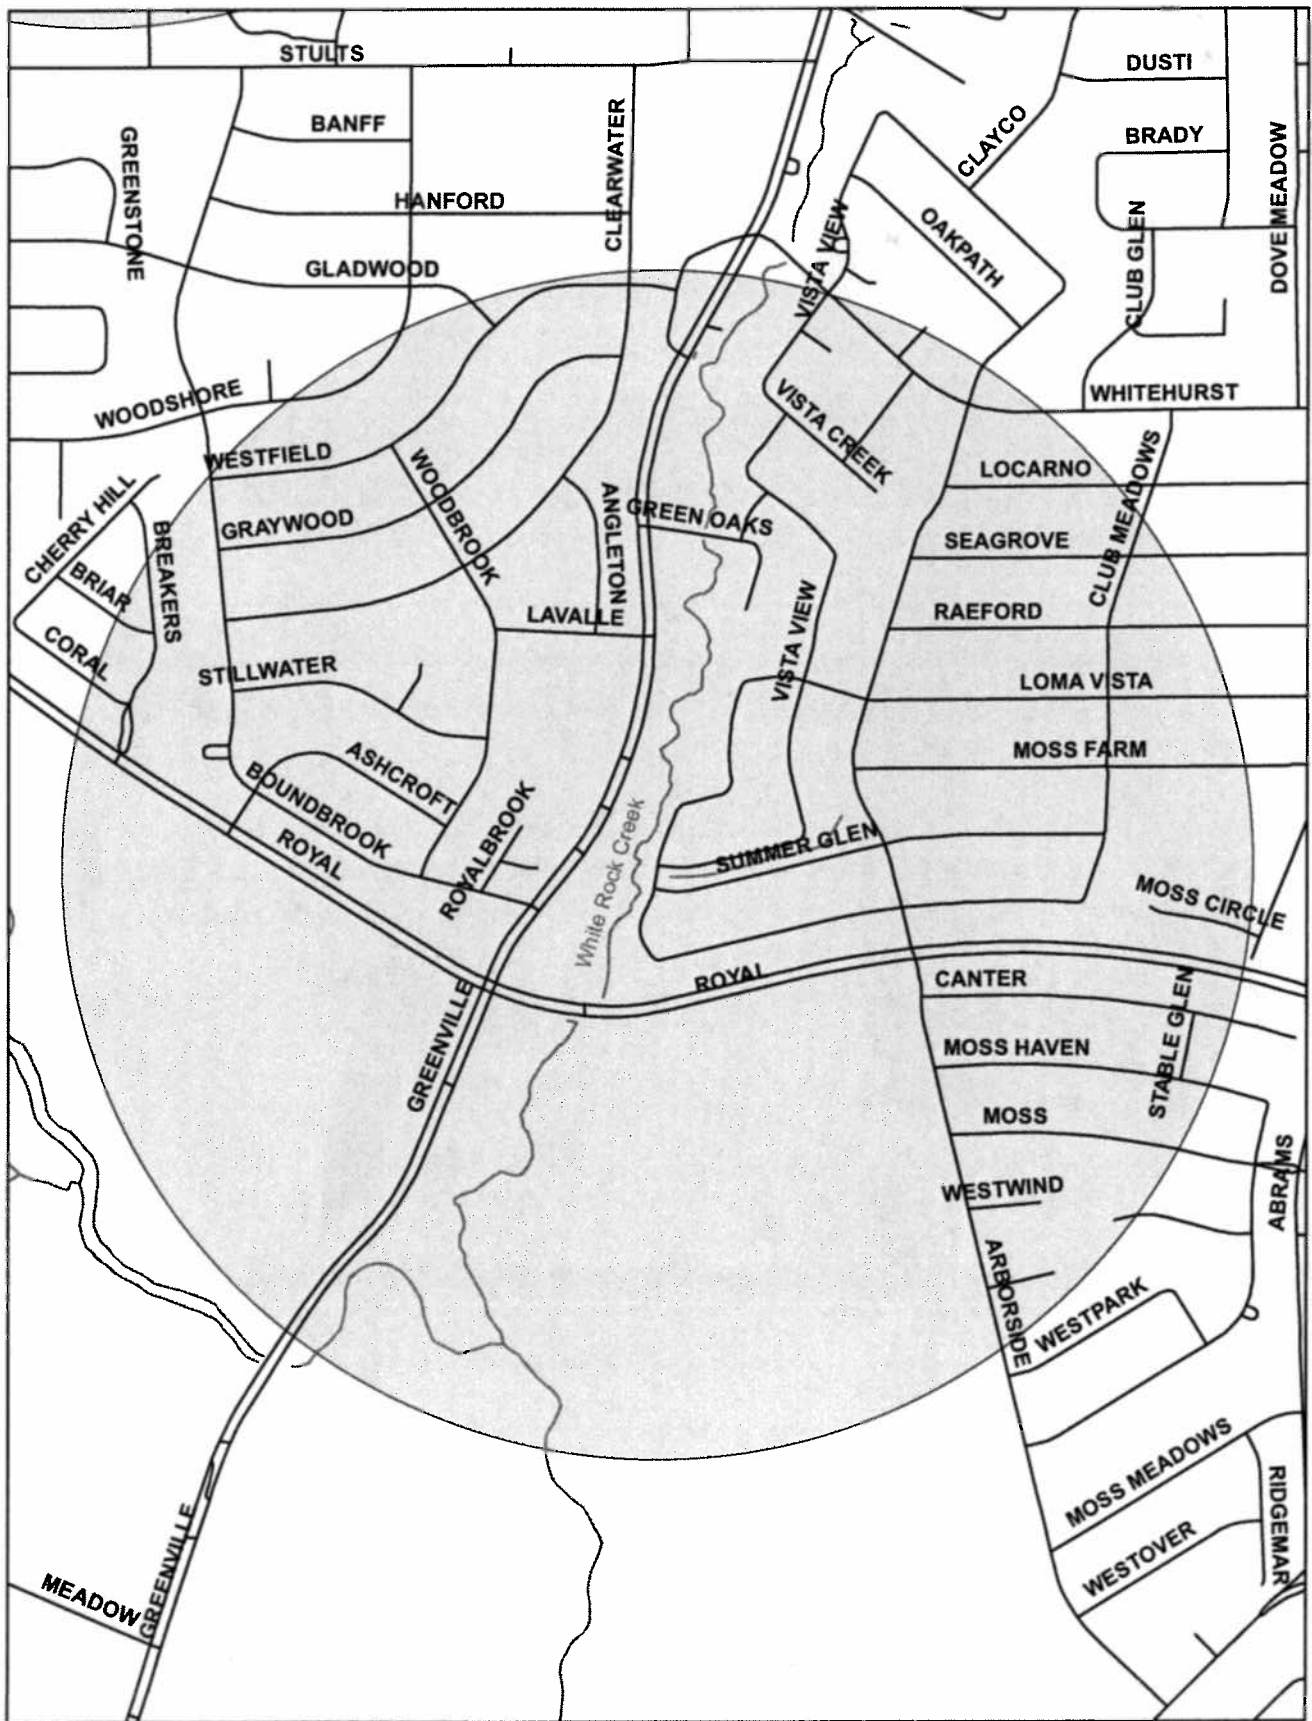 STULTS
DUSTI
BANFF
CLEARWATER
GREENSTONE
CLAYCO
BRADY
DOVE MEADOW
HANFORD
VISTA VIEW
OAKPATH
CLUB GLEN
GLADWOOD
WOODSHORE
WHITEHURST
VISTA CREEK
WESTFIELD
WOODBROOK
LOCARNO
CLUB MEADOWS
CHERRY HILL
GRAYWOOD
ANGLETON
GREEN OAKS
SEAGROVE
BREAKERS
BRIAR
LAVALLE
RAEFORD
CORAL
STILLWATER
VISTA VIEW
LOMA VISTA
MOSS FARM
ASHCROFT
BOUNDBROOK
ROYAL
ROYALBROOK
White Rock Creek
SUMMER GLEN
MOSS CIRCLE
ROYAL
CANTER
GREENVILLE
STABLE GLEN
MOSS HAVEN
MOSS
ABRAMS
WESTWIND
ARBORSIDE
WESTPARK
MOSS MEADOWS
RIDGEMAR
WESTOVER
GREENVILLE
MEADOW